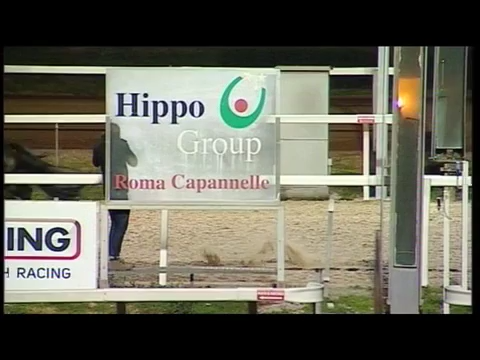 Hippo
Group
Roma Capannelle
ING
H RACING